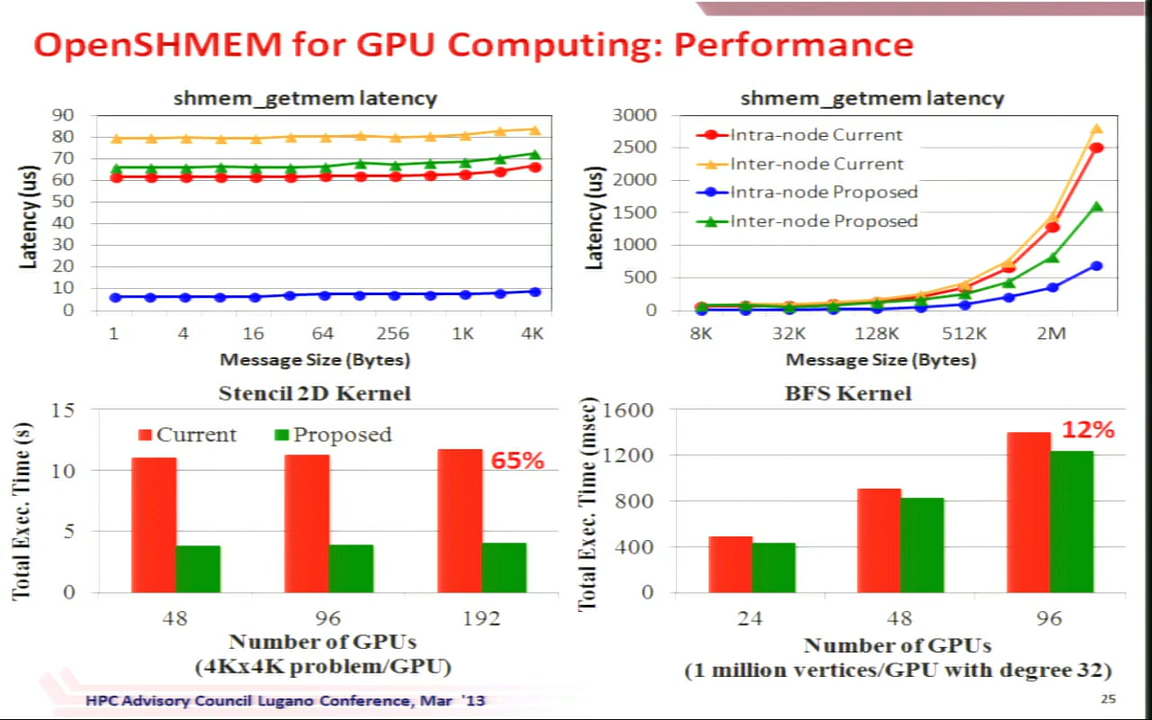 OpenSHMEM for GPU Computing: Performance
shmem_getmem latency
90
80
70
60
50
40
30
20
10
0
Latency (us)
1 4 16 64 256 1K 4K
Message Size (Bytes)
shmem_getmem latency
3000
2500
2000
1500
1000
500
0
Latency (us)
Intra-node Current
Inter-node Current
Intra-node Proposed
Inter-node Proposed
8K 32K 128K 512K 2M
Message Size (Bytes)
Stencil 2D Kernel
15
10
5
0
Total Exec. Time (s)
Current Proposed
65%
48 96 192
Number of GPUs
(4Kx4K problem/GPU)
BFS Kernel
1600
1200
800
400
0
Total Exec. Time (msec)
12%
24 48 96
Number of GPUs
(1 million vertices/GPU with degree 32)
HPC Advisory Council Lugano Conference, Mar '13
25